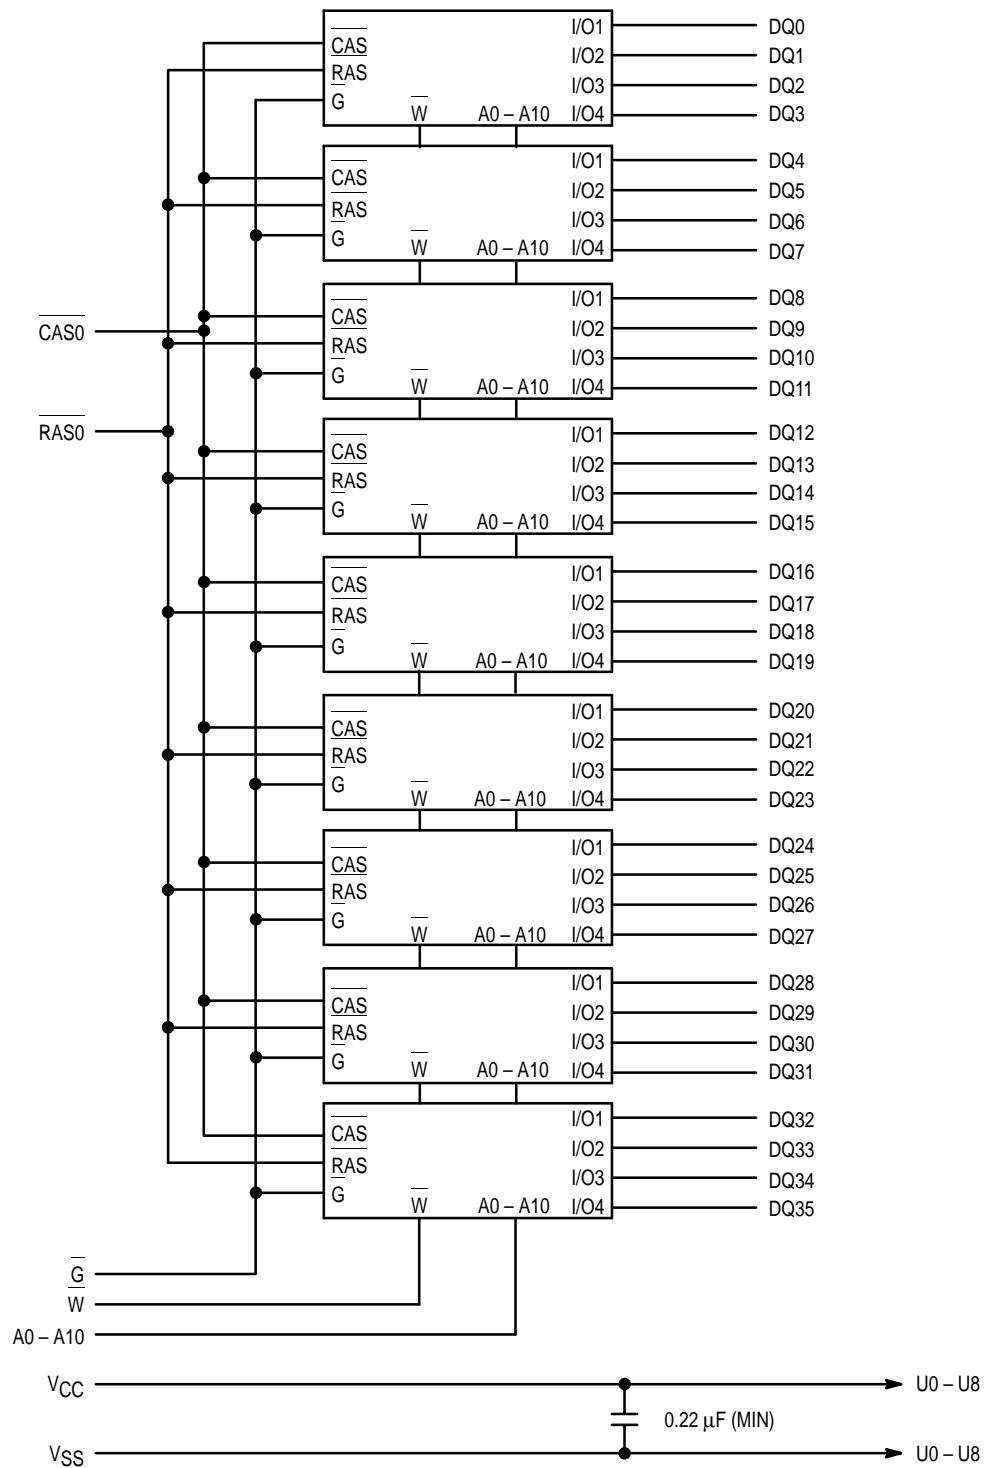 I/O1 DQ0
CAS I/O2 DQ1
RAS I/O3 DQ2
G W A0 – A10 I/O4 DQ3
I/O1 DQ4
CAS I/O2 DQ5
RAS I/O3 DQ6
G W A0 – A10 I/O4 DQ7
I/O1 DQ8
CAS I/O2 DQ9
CAS0
RAS I/O3 DQ10
G W A0 – A10 I/O4 DQ11
RAS0
I/O1 DQ12
CAS I/O2 DQ13
RAS I/O3 DQ14
G W A0 – A10 I/O4 DQ15
I/O1 DQ16
CAS I/O2 DQ17
RAS I/O3 DQ18
G W A0 – A10 I/O4 DQ19
I/O1 DQ20
CAS I/O2 DQ21
RAS I/O3 DQ22
G W A0 – A10 I/O4 DQ23
I/O1 DQ24
CAS I/O2 DQ25
RAS I/O3 DQ26
G W A0 – A10 I/O4 DQ27
I/O1 DQ28
CAS I/O2 DQ29
RAS I/O3 DQ30
G W A0 – A10 I/O4 DQ31
I/O1 DQ32
CAS I/O2 DQ33
RAS I/O3 DQ34
G W A0 – A10 I/O4 DQ35
G
W
A0 – A10
VCC U0 – U8
0.22 μF (MIN)
VSS U0 – U8